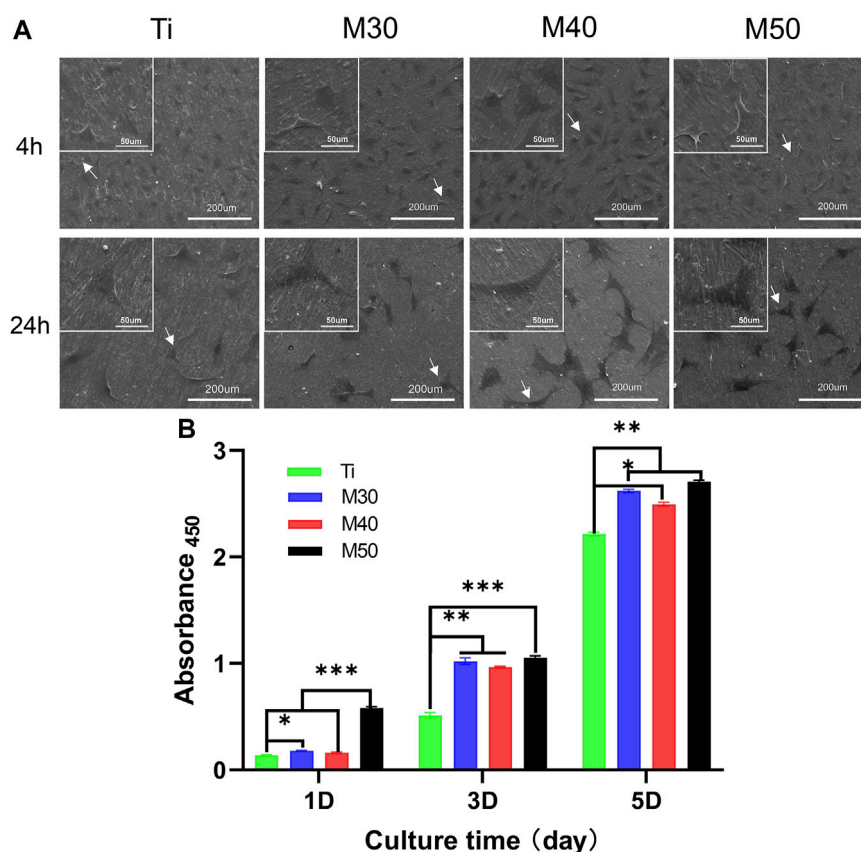 A
Ti M30 M40 M50
4h
50um 50um 50um 50um
200um 200um 200um 200um
24h
50um 50um 50um 50um
200um 200um 200um 200um
B
Absorbance 450
3
2
1
0
Ti
M30
M40
M50
* ***
** ***
** *
1D 3D 5D
Culture time（day）